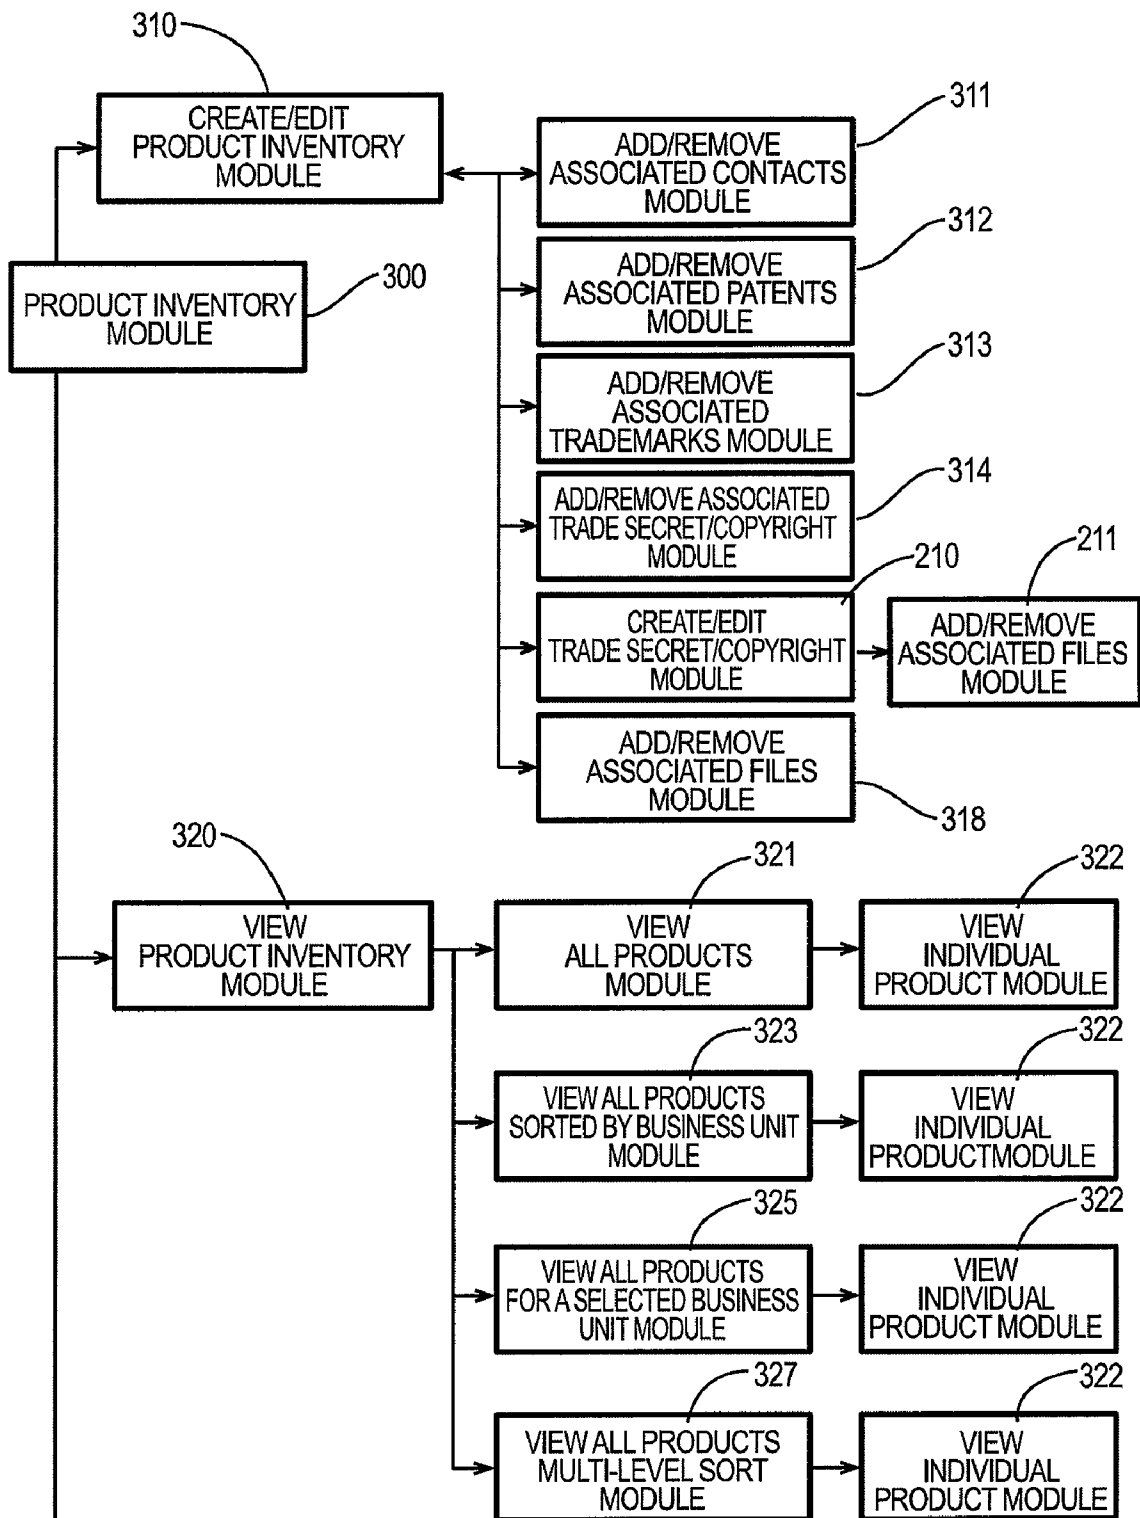 310
CREATE/EDIT
PRODUCT INVENTORY
MODULE
311
ADD/REMOVE
ASSOCIATED CONTACTS
MODULE
312
ADD/REMOVE
ASSOCIATED PATENTS
MODULE
300
PRODUCT INVENTORY
MODULE
313
ADD/REMOVE
ASSOCIATED
TRADEMARKS MODULE
314
ADD/REMOVE ASSOCIATED
TRADE SECRET/COPYRIGHT
MODULE
210
CREATE/EDIT
TRADE SECRET/COPYRIGHT
MODULE
211
ADD/REMOVE
ASSOCIATED FILES
MODULE
ADD/REMOVE
ASSOCIATED FILES
MODULE
318
320
VIEW
PRODUCT INVENTORY
MODULE
321
VIEW
ALL PRODUCTS
MODULE
322
VIEW
INDIVIDUAL
PRODUCT MODULE
323
VIEW ALL PRODUCTS
SORTED BY BUSINESS UNIT
MODULE
322
VIEW
INDIVIDUAL
PRODUCTMODULE
325
VIEW ALL PRODUCTS
FOR A SELECTED BUSINESS
UNIT MODULE
322
VIEW
INDIVIDUAL
PRODUCT MODULE
327
VIEW ALL PRODUCTS
MULTI-LEVEL SORT
MODULE
322
VIEW
INDIVIDUAL
PRODUCT MODULE